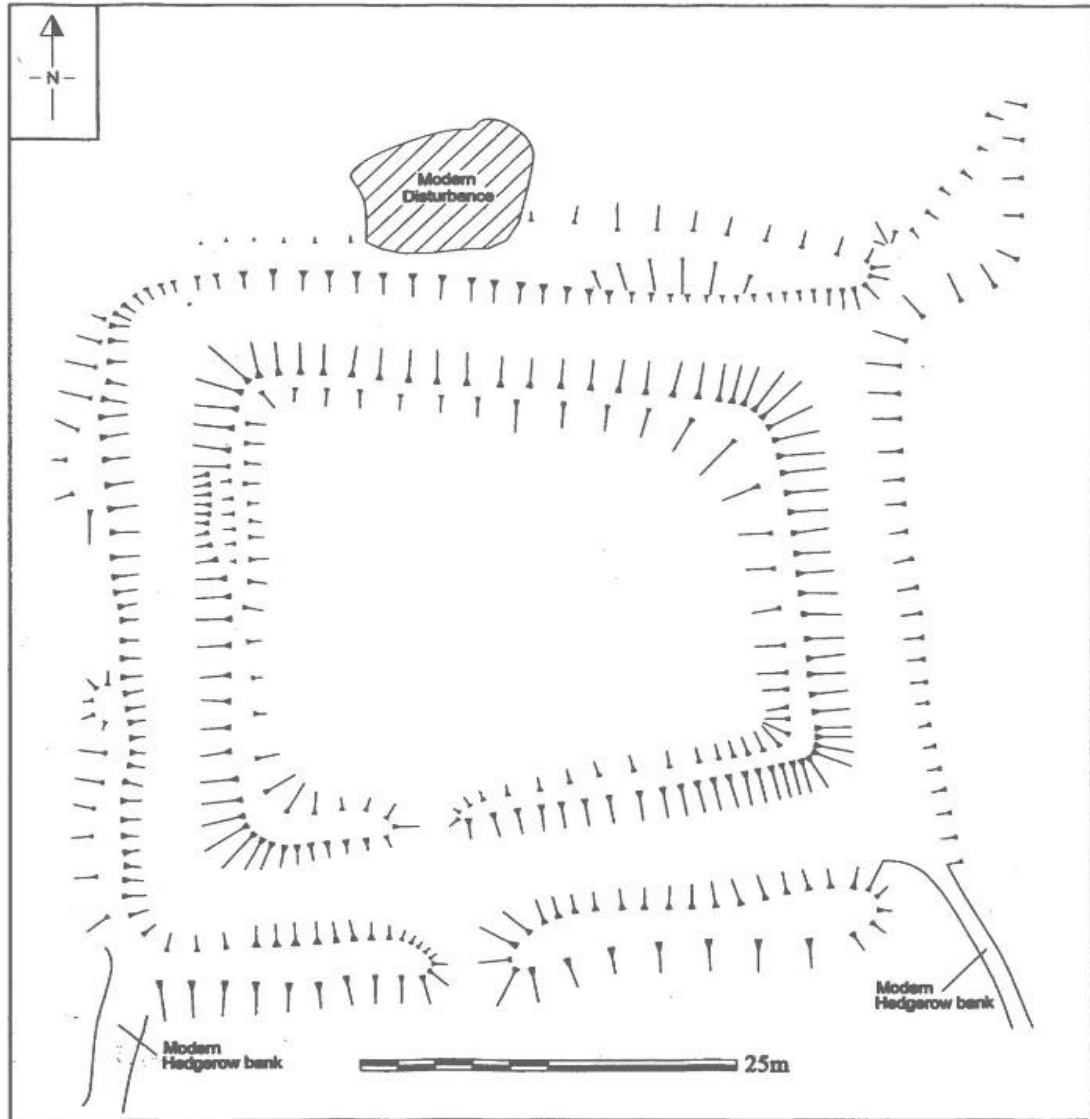 - N -
Modern
Disturbance
Modern
Hedgerow bank
Modern
Hedgerow bank
25m